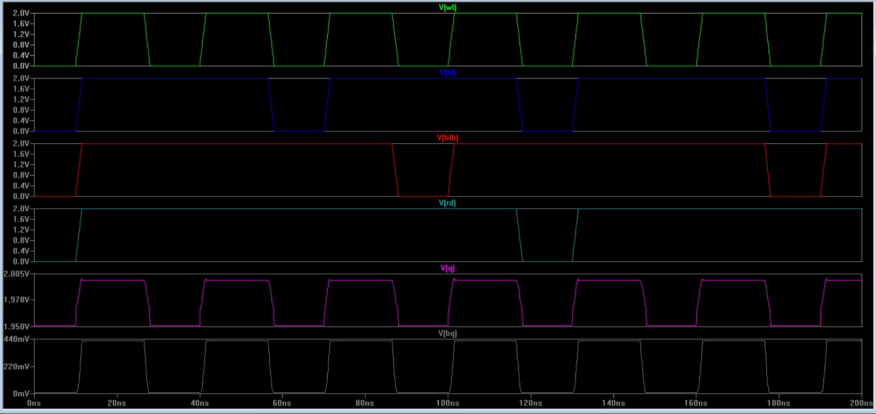 V(wl)
2.0V
1.6V
1.2V
0.8V
0.4V
0.0V
2.0V
1.6V
1.2V
0.8V
0.4V
0.0V
V(blb)
2.0V
1.6V
1.2V
0.8V
0.4V
0.0V
V(rd)
2.0V
1.6V
1.2V
0.8V
0.4V
0.0V
V(q)
2.005V
1.978V
1.950V
V(bq)
440mV
220mV
0mV
0ns 20ns 40ns 60ns 80ns 100ns 120ns 140ns 160ns 180ns 200ns